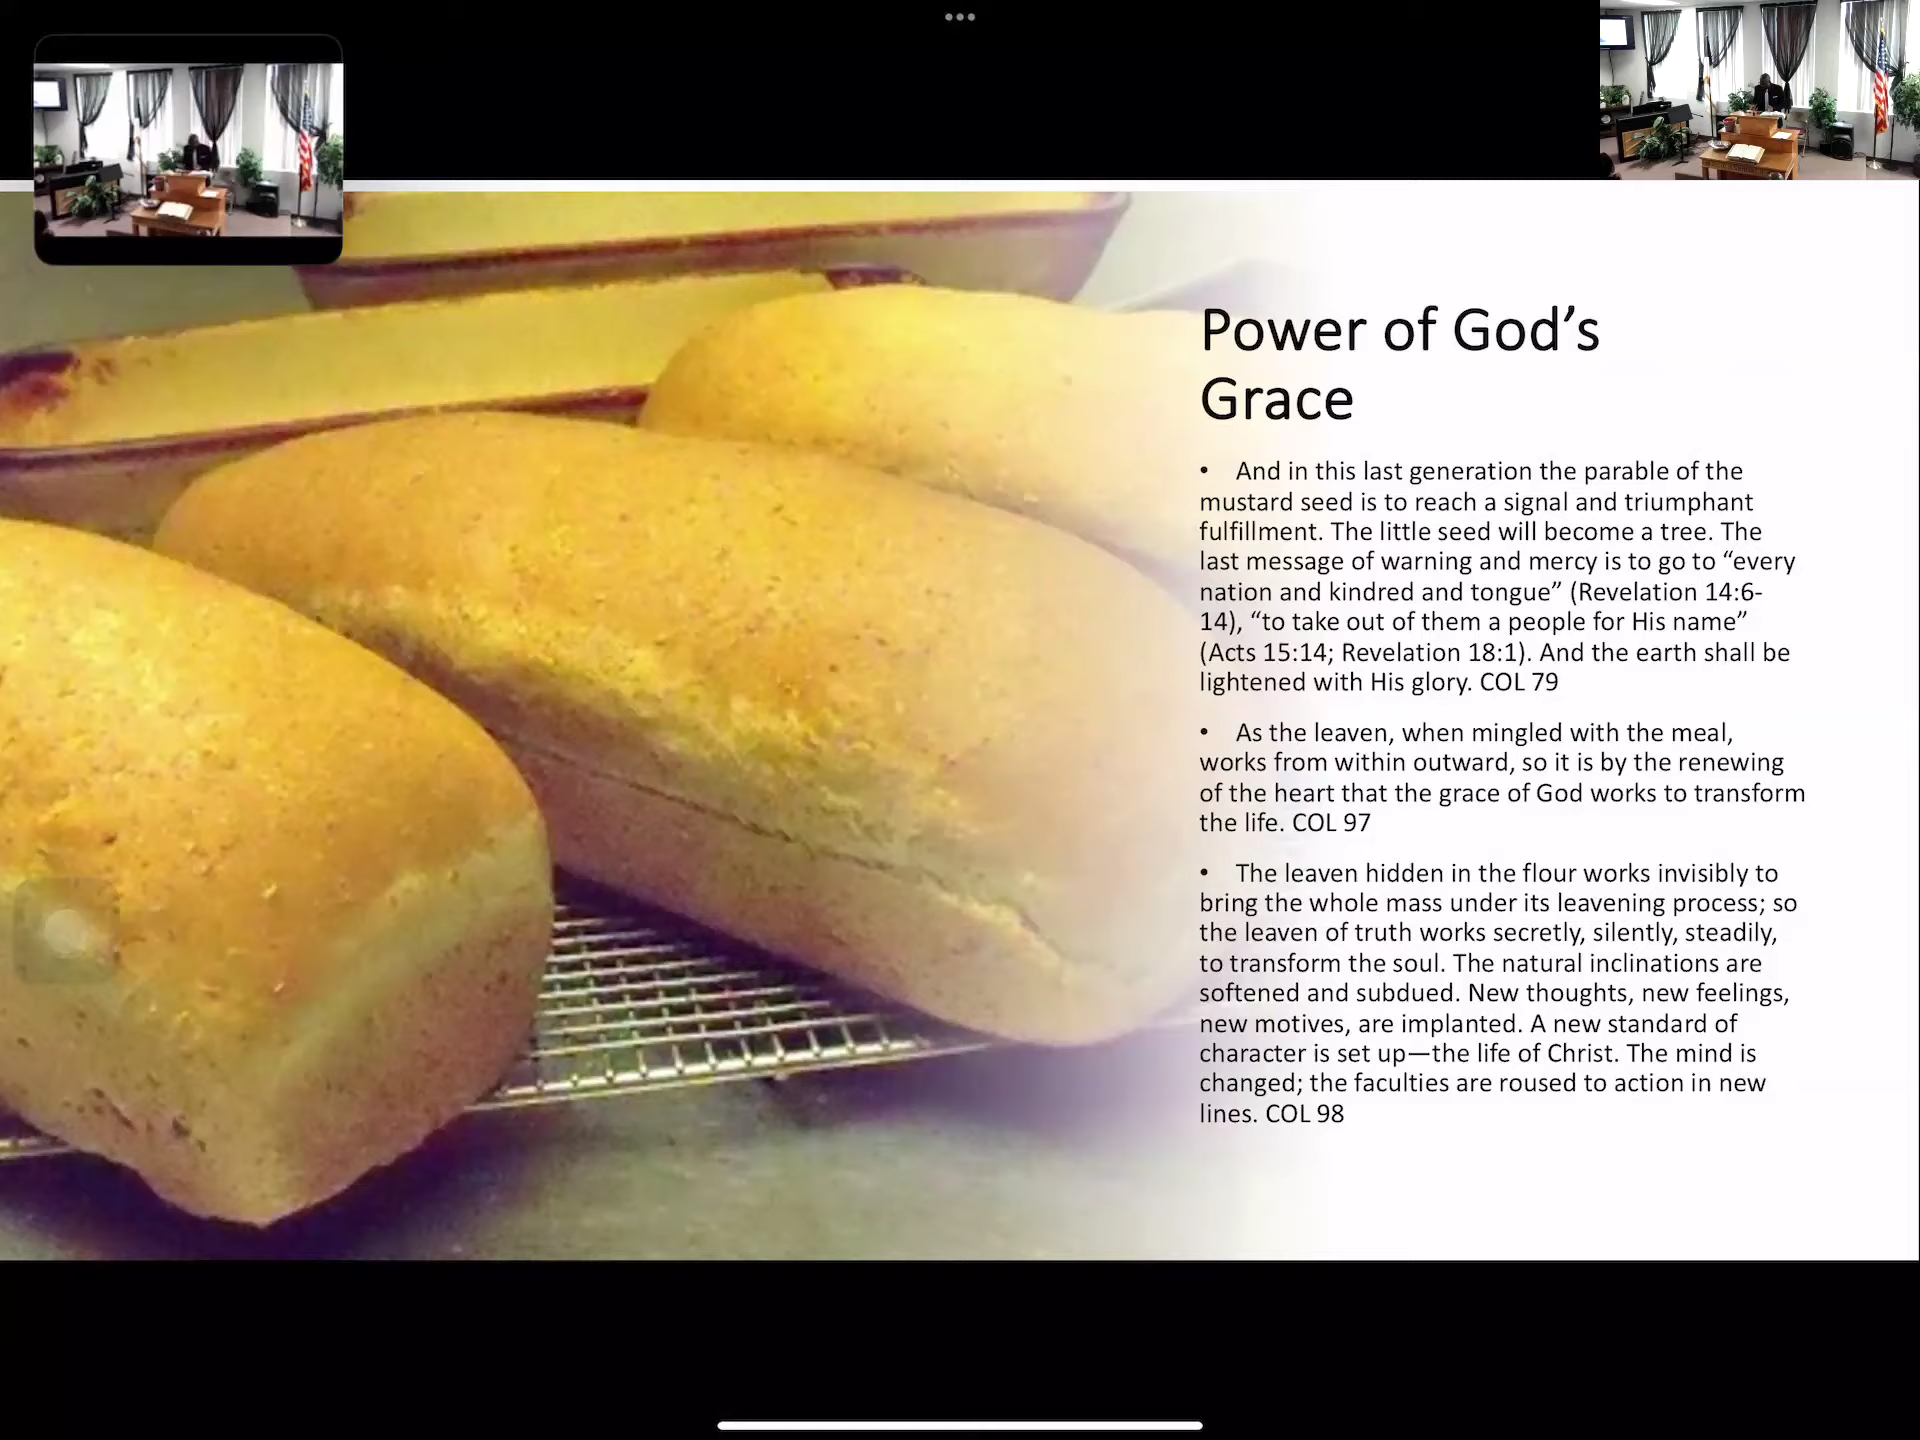 Power of God’s
Grace
• And in this last generation the parable of the
mustard seed is to reach a signal and triumphant
fulfillment. The little seed will become a tree. The
last message of warning and mercy is to go to “every
nation and kindred and tongue” (Revelation 14:6-
14), “to take out of them a people for His name”
(Acts 15:14; Revelation 18:1). And the earth shall be
lightened with His glory. COL 79
• As the leaven, when mingled with the meal,
works from within outward, so it is by the renewing
of the heart that the grace of God works to transform
the life. COL 97
• The leaven hidden in the flour works invisibly to
bring the whole mass under its leavening process; so
the leaven of truth works secretly, silently, steadily,
to transform the soul. The natural inclinations are
softened and subdued. New thoughts, new feelings,
new motives, are implanted. A new standard of
character is set up—the life of Christ. The mind is
changed; the faculties are roused to action in new
lines. COL 98